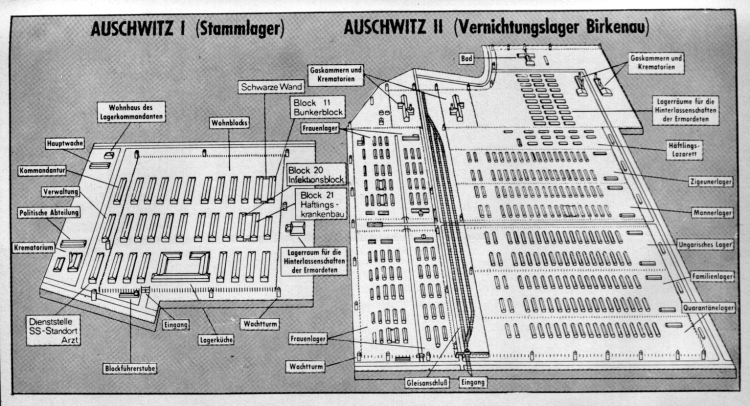 AUSCHWITZ I (Stammlager)
AUSCHWITZ II (Vernichtungslager Birkenau)
Schwarze Wand
Wohnhaus des
Lagerkommandanten
Wohnblocks
Block 11
Bunkerblock
Hauptwache
Kommandantur
Verwaltung
Politische Abteilung
Krematorium
Block 20
Infektionsblock
Block 21
Häftlings-
krankenbau
Lagerraum für die
Hinterlassenschaften
der Ermordeten
Dienststelle
SS-Standort
Arzt
Blockführerstube
Eingang
Lagerküche
Wachtturm
Bad
Gaskammern und
Krematorien
Gaskammern und
Krematorien
Frauenlager
Lagerräume für die
Hinterlassenschaften
der Ermordeten
Häftlings-
Lazarett
Zigeunerlager
Männerlager
Ungarisches Lager
Familienlager
Quarantänelager
Frauenlager
Wachtturm
Gleisanschluß
Eingang